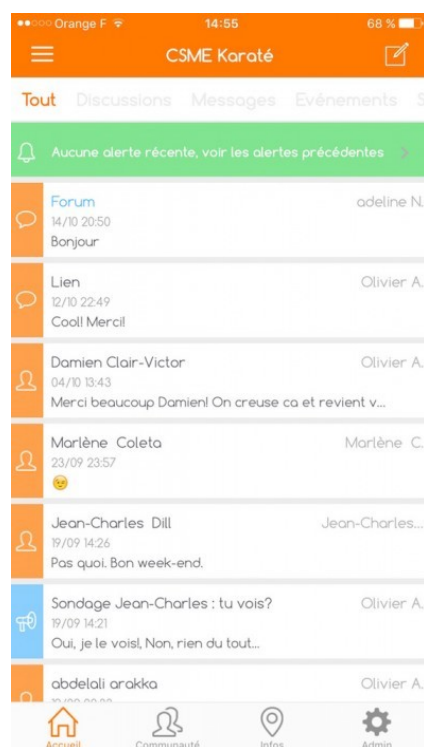 Orange F 14:55 68 %
CSME Karaté
Tout Discussions Messages Evénements S
Aucune alerte récente, voir les alertes précédentes
Forum adeline N.
14/10 20:50
Bonjour
Lien Olivier A.
12/10 22:49
Cool! Merci!
Damien Clair-Victor Olivier A.
04/10 13:43
Merci beaucoup Damien! On creuse ca et revient v...
Marlène Coleta Marlène C.
23/09 23:57
Jean-Charles Dill Jean-Charles...
19/09 14:26
Pas quoi. Bon week-end.
Sondage Jean-Charles : tu vois? Olivier A.
19/09 14:21
Oui, je le vois!, Non, rien du tout...
abdelali arakka Olivier A.
Accueil Communauté Infos Admin